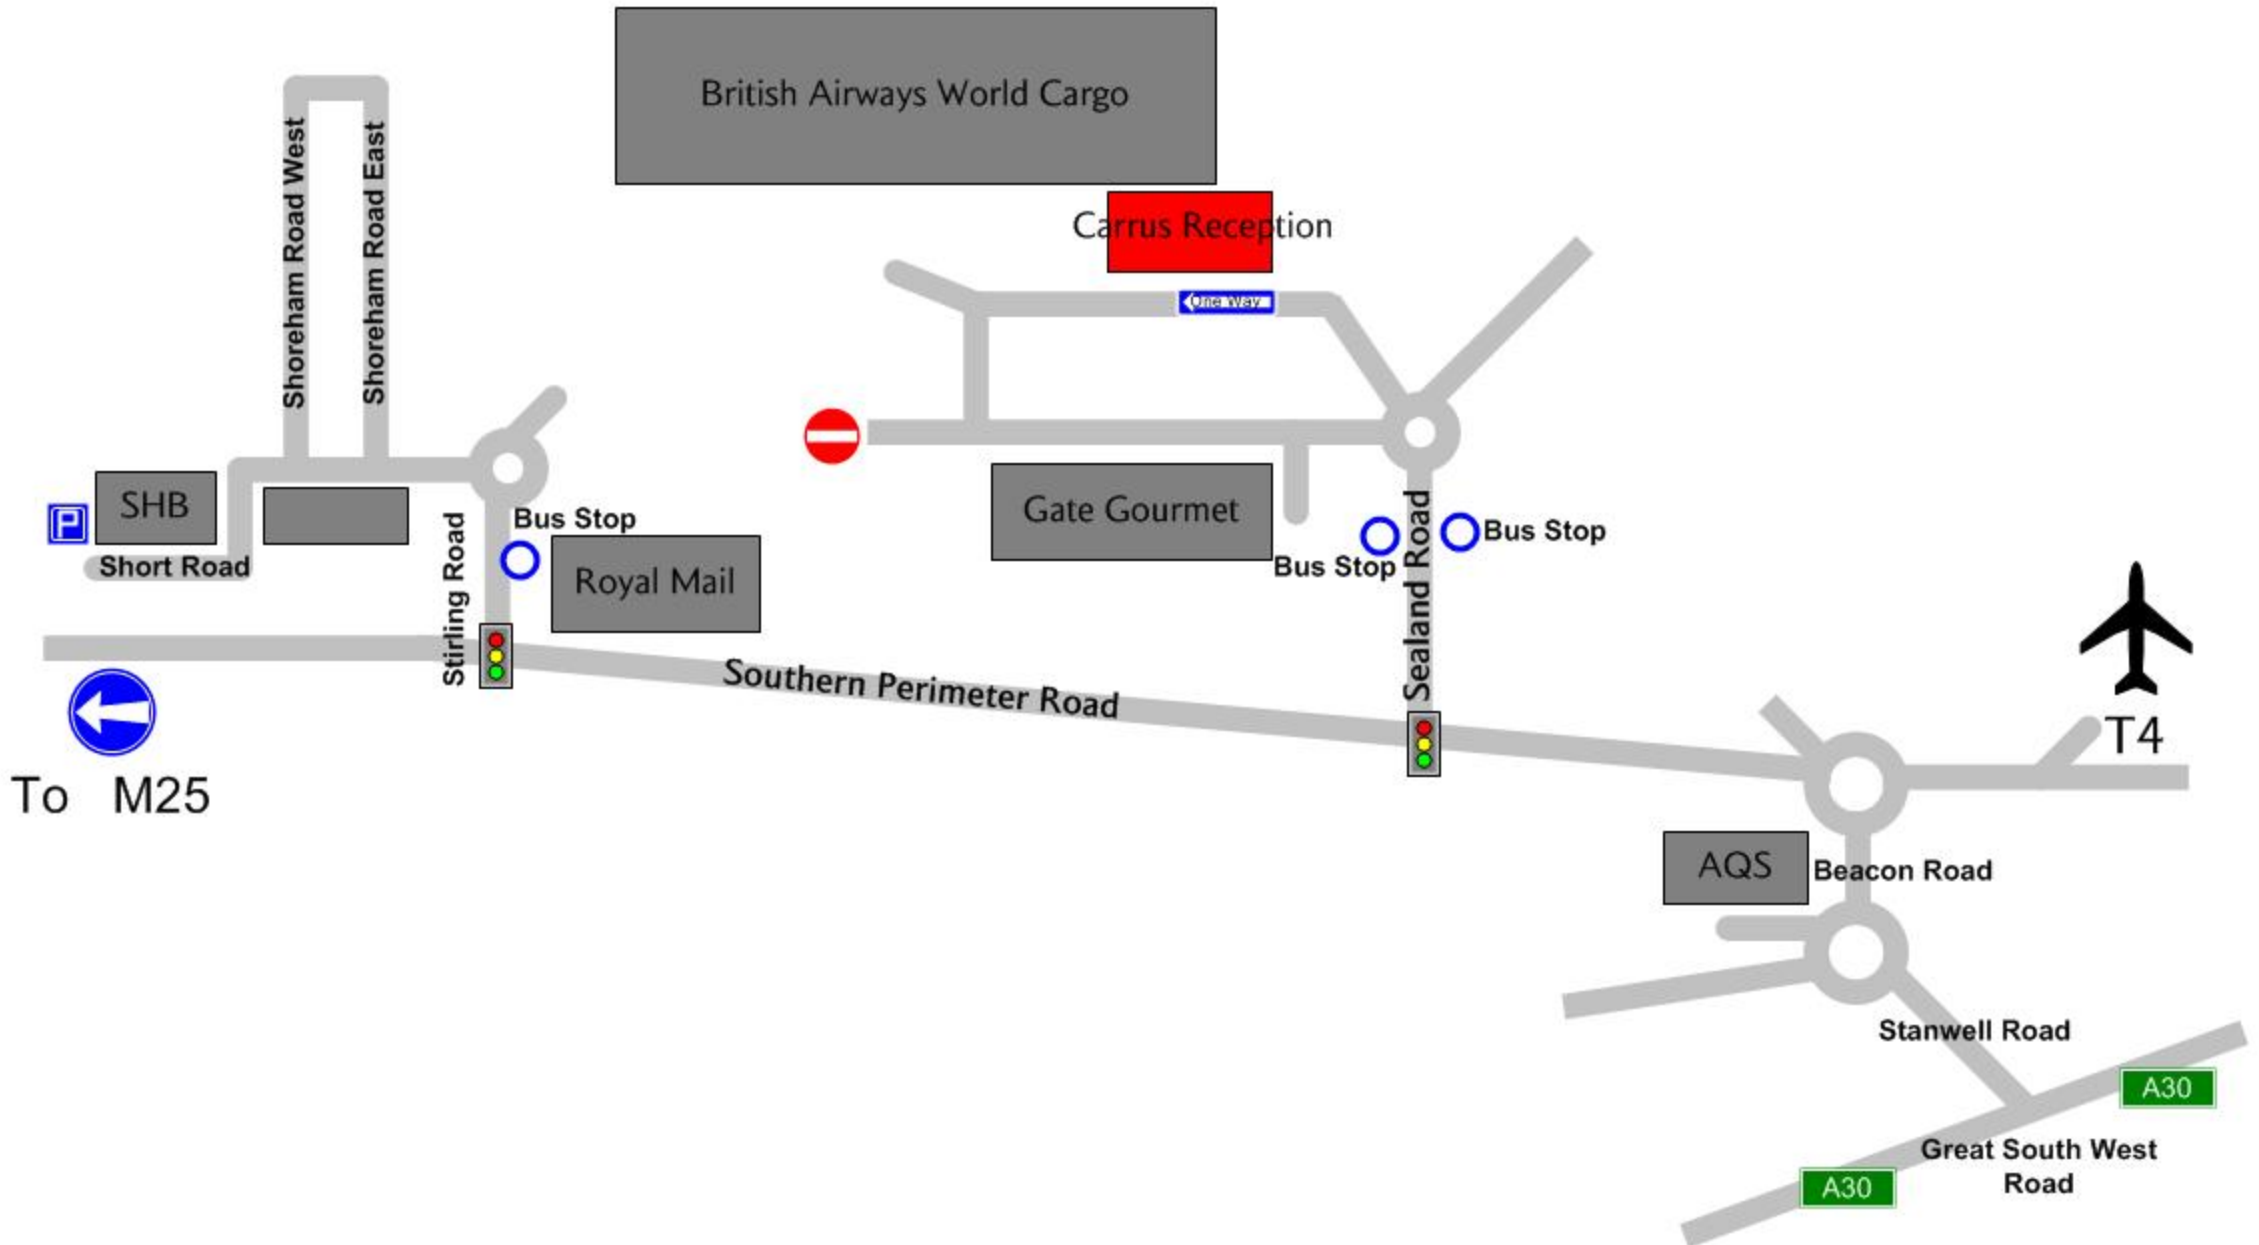 British Airways World Cargo
Shoreham Road West
Shoreham Road East
Carrus Reception
One Way
SHB
P
Short Road
Stirling Road
Bus Stop
Royal Mail
Gate Gourmet
Bus Stop
Sealand Road
Bus Stop
Southern Perimeter Road
To M25
T4
AQS
Beacon Road
Stanwell Road
A30
Great South West
Road
A30